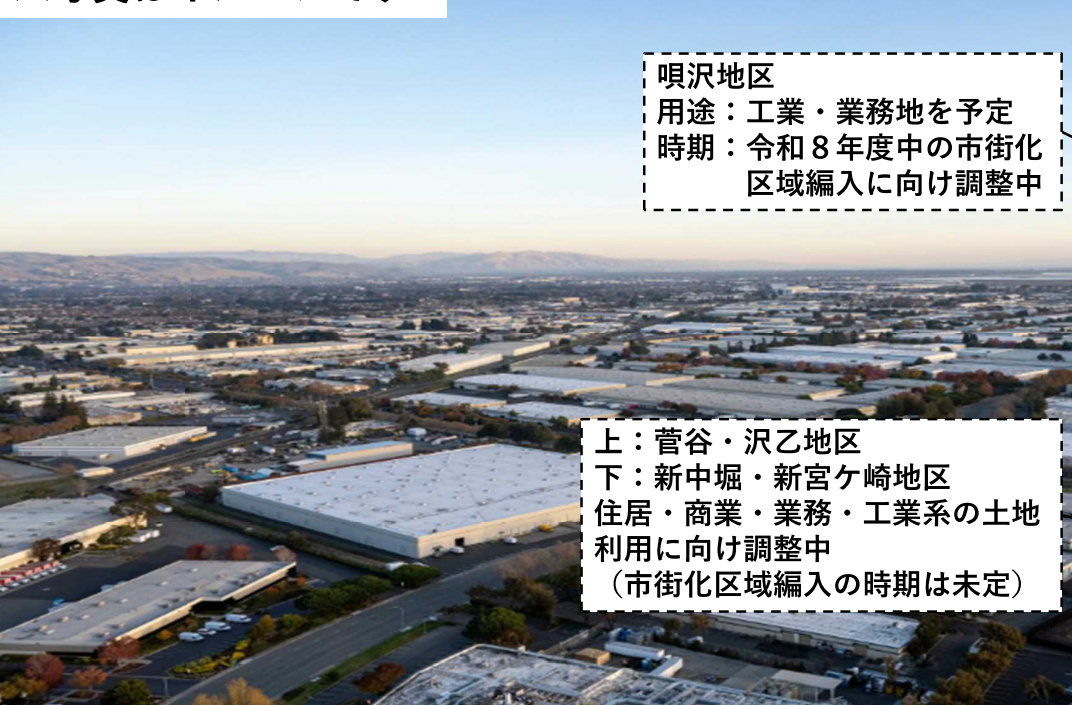 唄沢地区
用途：工業・業務地を予定
時期：令和８年度中の市街化
区域編入に向け調整中
上：菅谷・沢乙地区
下：新中堀・新宮ケ崎地区
住居・商業・業務・工業系の土地
利用に向け調整中
（市街化区域編入の時期は未定）